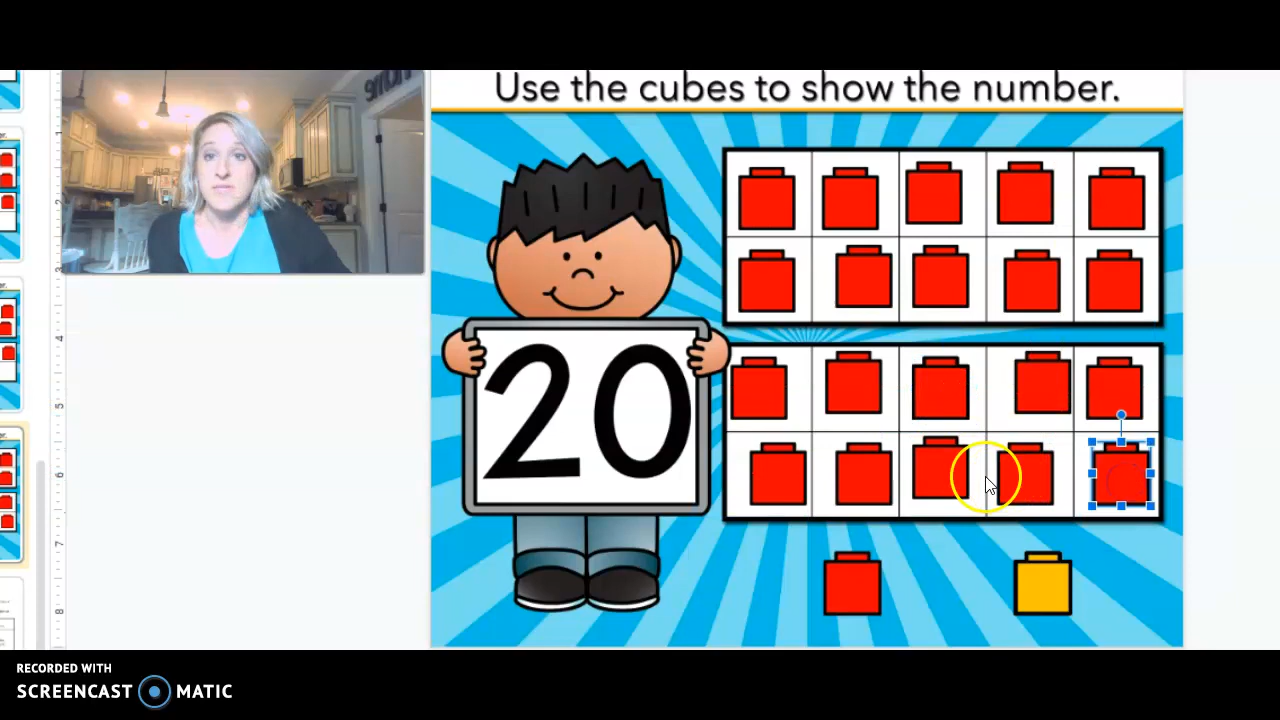 Use the cubes to show the number.
20
RECORDED WITH
SCREENCAST MATIC